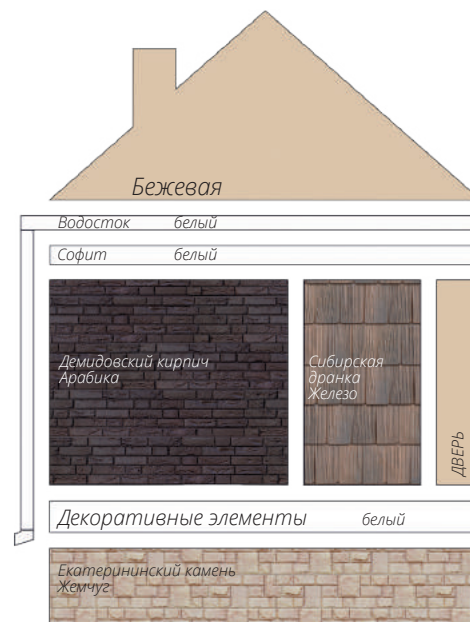 Бежевая
Водосток белый
Софит белый
Демидовский кирпич
Арабика
Сибирская
дранка
Железо
ДВЕРЬ
Декоративные элементы белый
Екатерининский камень
Жемчуг